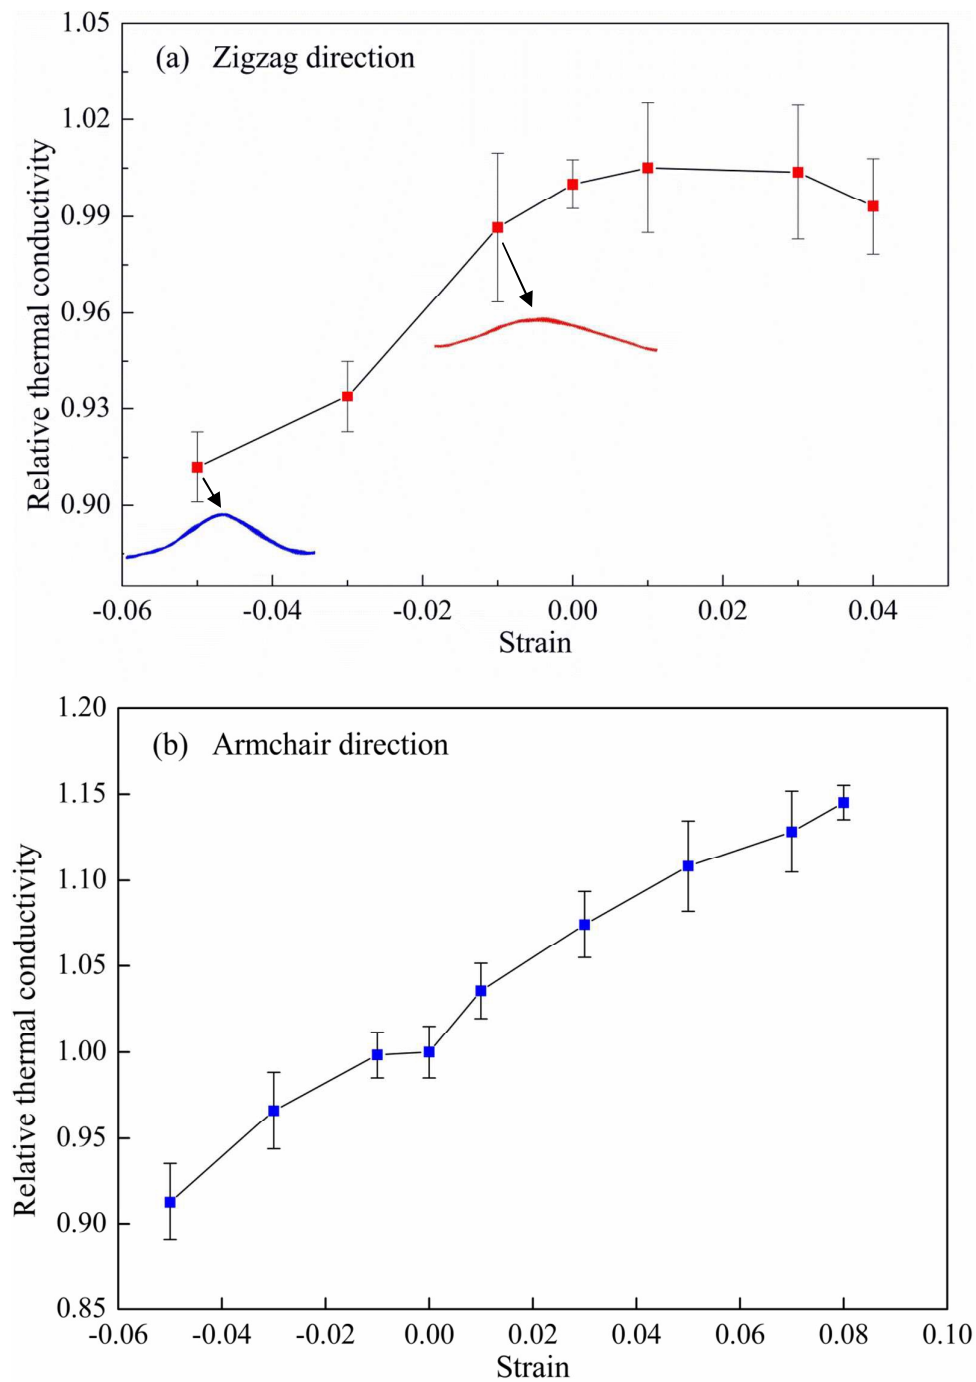 (a) Zigzag direction
Relative thermal conductivity
1.05
1.02
0.99
0.96
0.93
0.90
-0.06 -0.04 -0.02 0.00 0.02 0.04
Strain
(b) Armchair direction
Relative thermal conductivity
1.20
1.15
1.10
1.05
1.00
0.95
0.90
0.85
-0.06 -0.04 -0.02 0.00 0.02 0.04 0.06 0.08 0.10
Strain